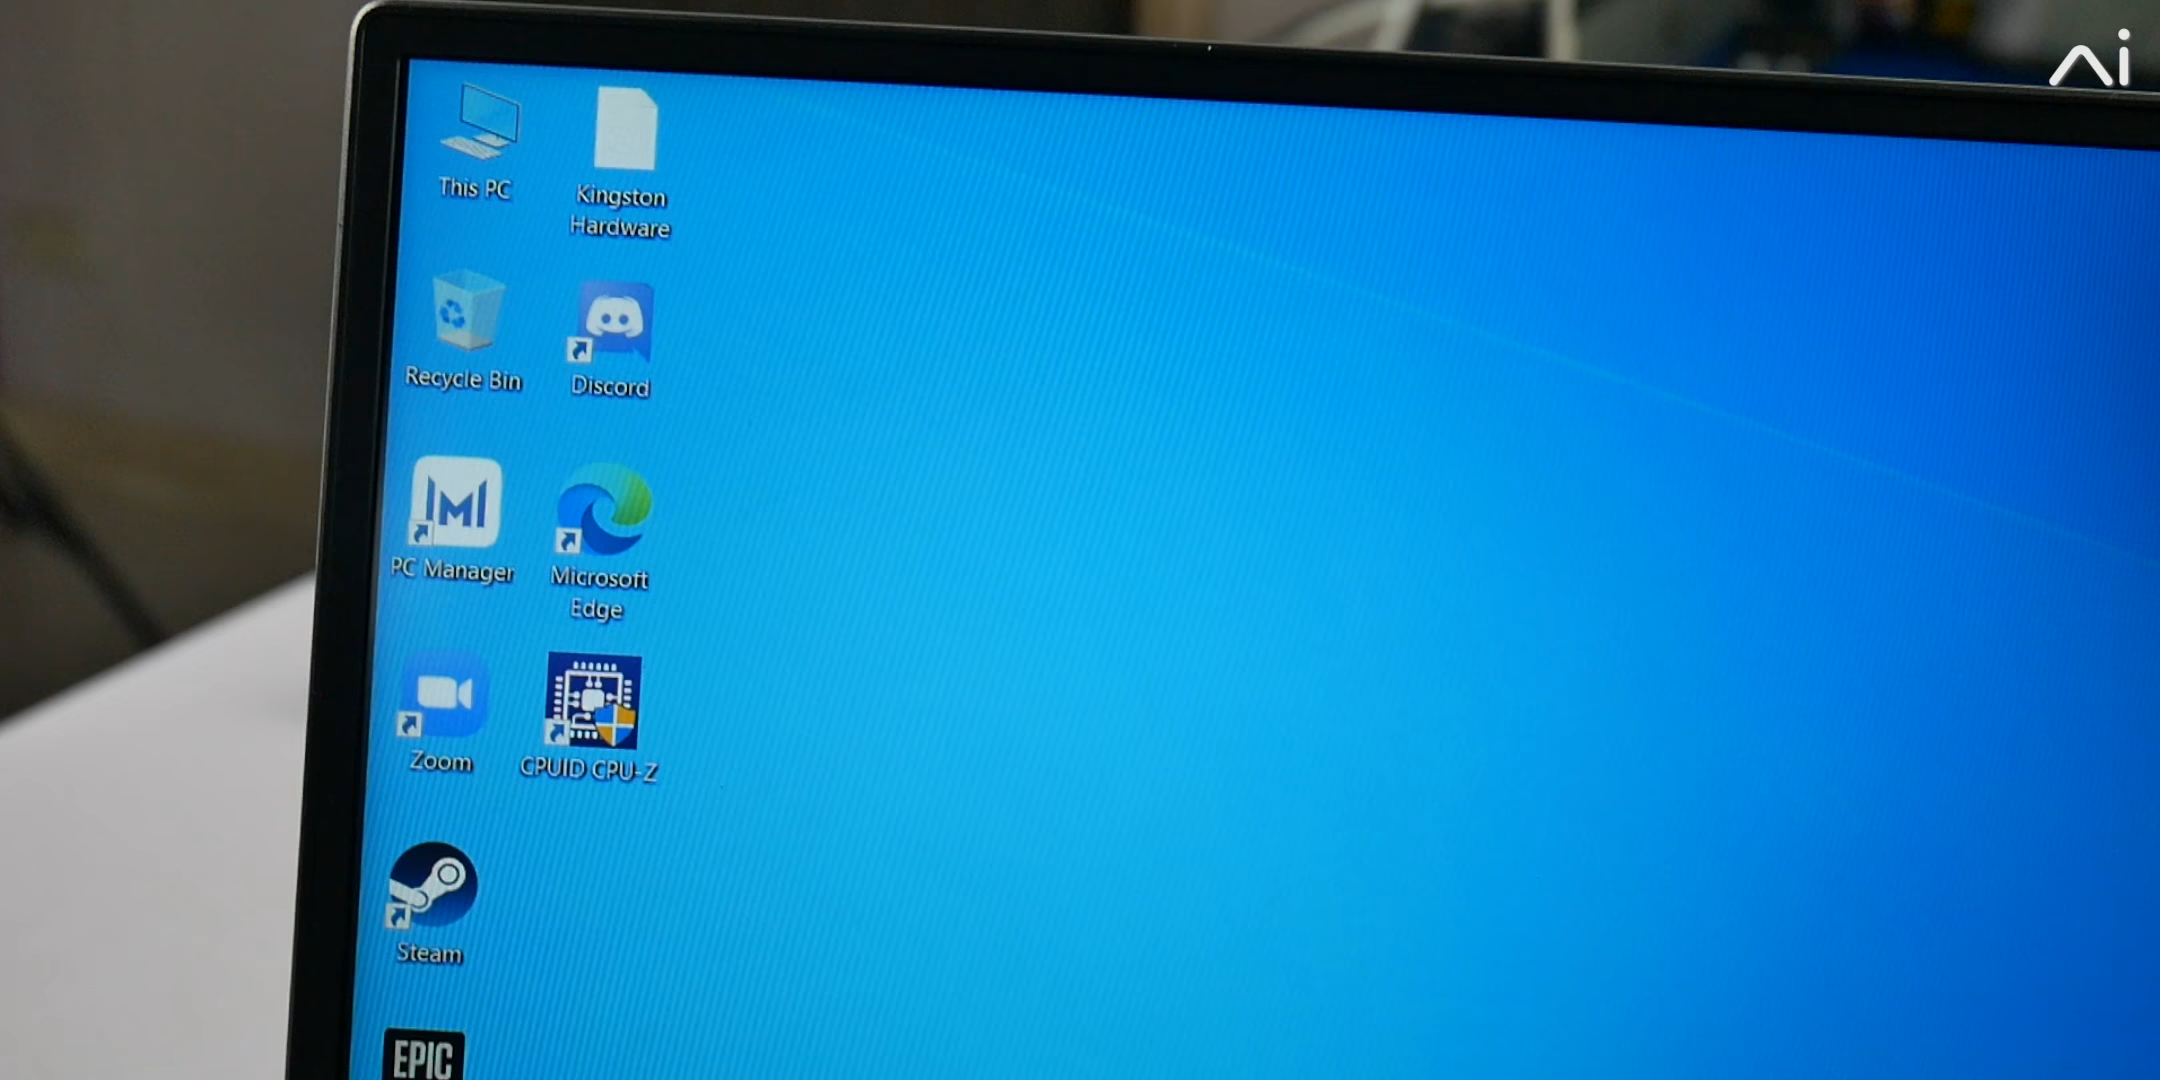 Ai
This PC
Kingston
Hardware
Recycle Bin
Discord
PC Manager
Microsoft
Edge
Zoom
CPUID CPU-Z
Steam
EPIC